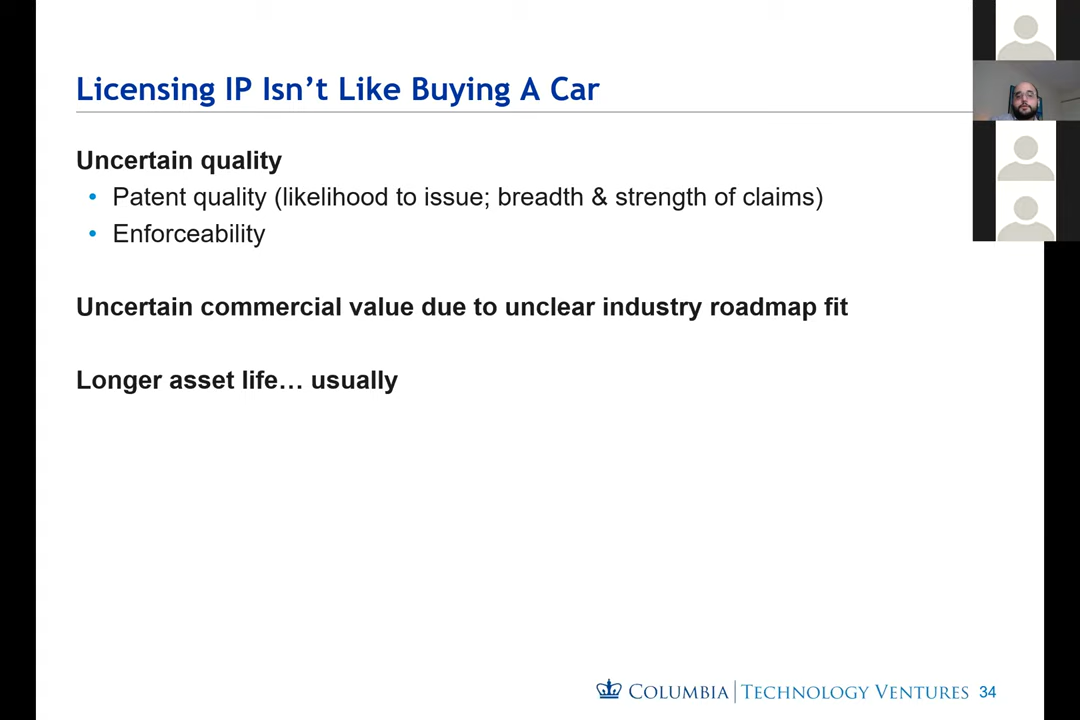 Licensing IP Isn’t Like Buying A Car
Uncertain quality
• Patent quality (likelihood to issue; breadth & strength of claims)
• Enforceability
Uncertain commercial value due to unclear industry roadmap fit
Longer asset life… usually
COLUMBIA | TECHNOLOGY VENTURES 34